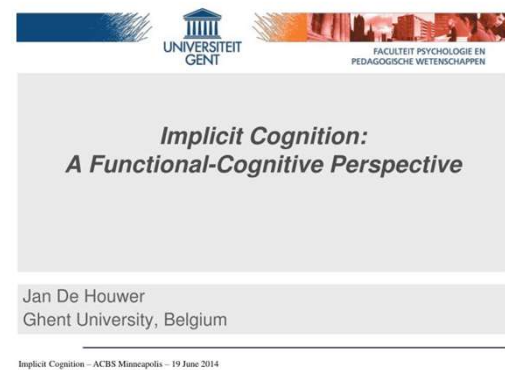 UNIVERSITEIT
GENT
FACULTEIT PSYCHOLOGIE EN
PEDAGOGISCHE WETENSCHAPPEN
Implicit Cognition:
A Functional-Cognitive Perspective
Jan De Houwer
Ghent University, Belgium
Implicit Cognition – ACBS Minneapolis – 19 June 2014